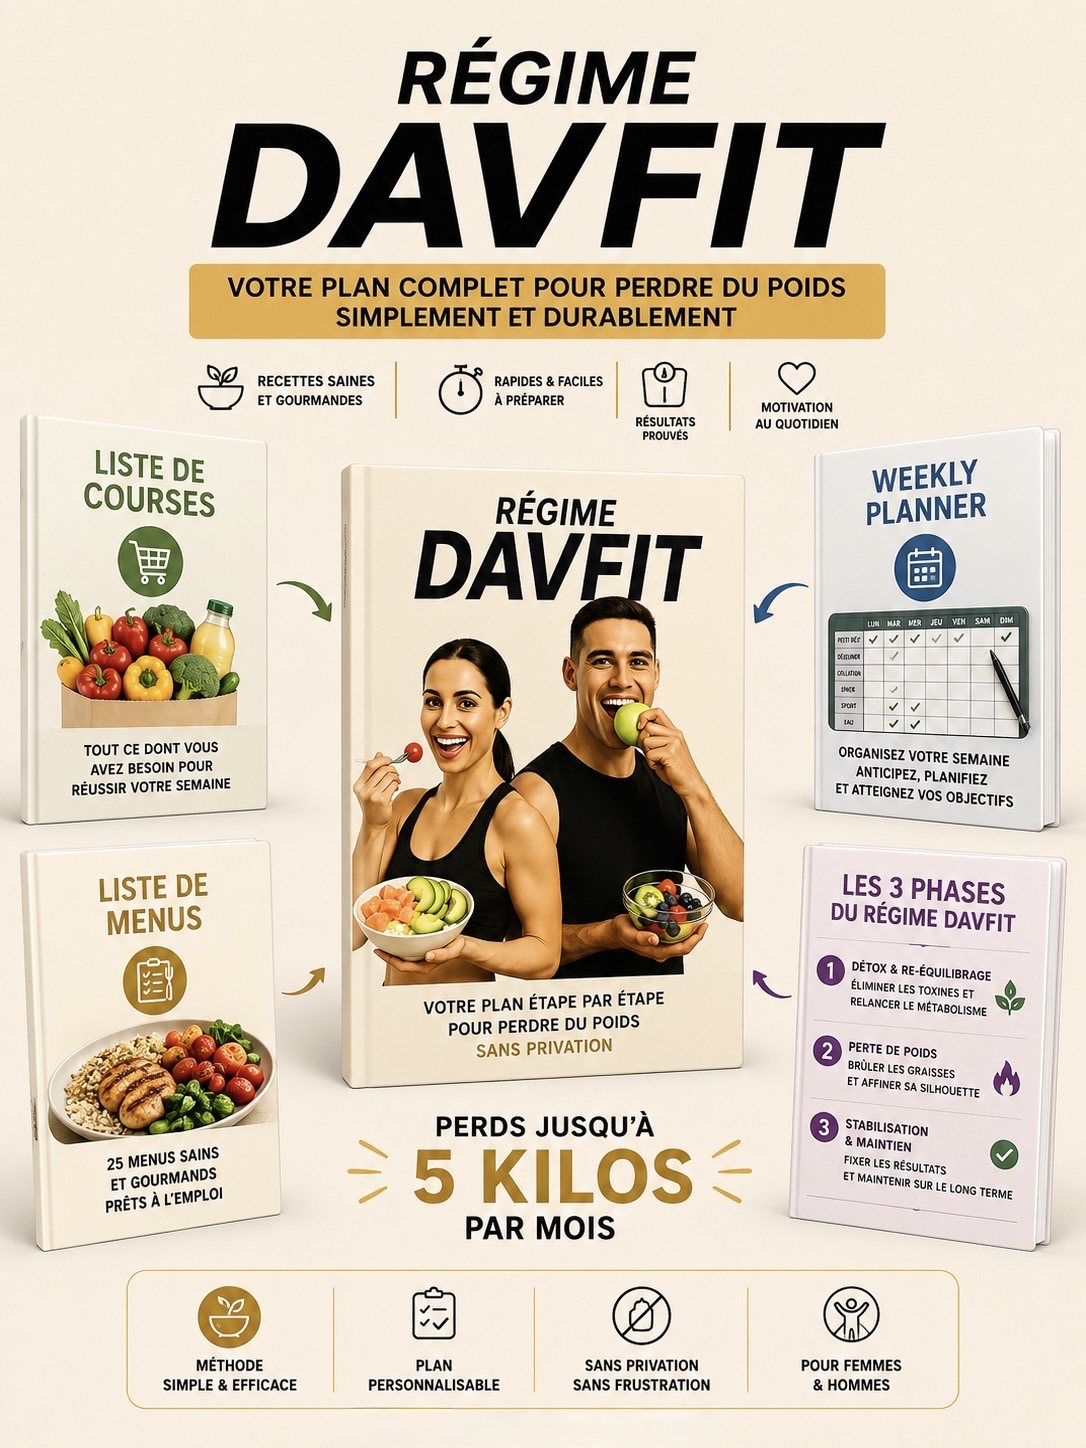 RÉGIME
DAVFIT
VOTRE PLAN COMPLET POUR PERDRE DU POIDS
SIMPLEMENT ET DURABLEMENT
RECETTES SAINES
ET GOURMANDES
RAPIDES & FACILES
À PRÉPARER
RÉSULTATS
PROUVÉS
MOTIVATION
AU QUOTIDIEN
LISTE DE
COURSES
TOUT CE DONT VOUS
AVEZ BESOIN POUR
RÉUSSIR VOTRE SEMAINE
RÉGIME
DAVFIT
VOTRE PLAN ÉTAPE PAR ÉTAPE
POUR PERDRE DU POIDS
SANS PRIVATION
WEEKLY
PLANNER
LUN MAR MER JEU VEN SAM DIM
PETIT DÉJ'
DÉJEUNER
COLLATION
DÎNER
SPORT
EAU
ORGANISEZ VOTRE SEMAINE
ANTICIPEZ, PLANIFIEZ
ET ATTEIGNEZ VOS OBJECTIFS
LISTE DE
MENUS
25 MENUS SAINS
ET GOURMANDS
PRÊTS À L'EMPLOI
LES 3 PHASES
DU RÉGIME DAVFIT
1 DÉTOX & RE-ÉQUILIBRAGE
ÉLIMINER LES TOXINES ET
RELANCER LE MÉTABOLISME
2 PERTE DE POIDS
BRÛLER LES GRAISSES
ET AFFINER SA SILHOUETTE
3 STABILISATION
& MAINTIEN
FIXER LES RÉSULTATS
ET MAINTENIR SUR LE LONG TERME
PERDS JUSQU'À
5 KILOS
PAR MOIS
MÉTHODE
SIMPLE & EFFICACE
PLAN
PERSONNALISABLE
SANS PRIVATION
SANS FRUSTRATION
POUR FEMMES
& HOMMES